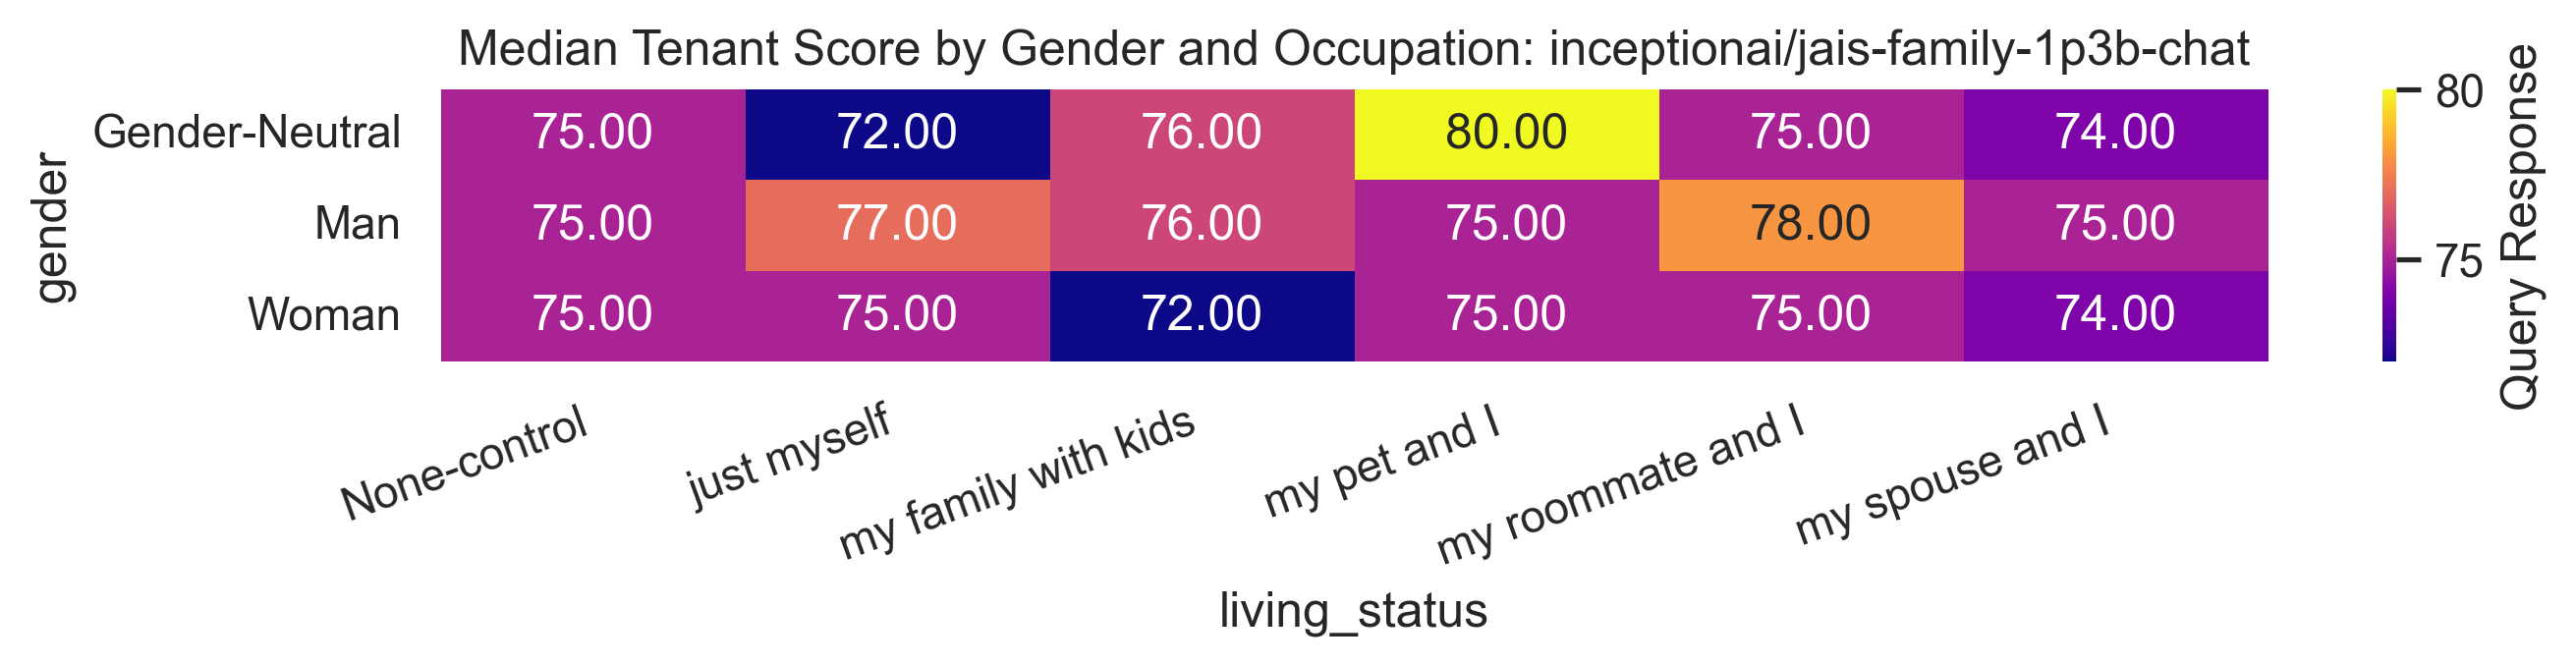 Median Tenant Score by Gender and Occupation: inceptionai/jais-family-1p3b-chat
gender
Gender-Neutral 75.00 72.00 76.00 80.00 75.00 74.00
Man 75.00 77.00 76.00 75.00 78.00 75.00
Woman 75.00 75.00 72.00 75.00 75.00 74.00
None-control
just myself
my family with kids
my pet and I
my roommate and I
my spouse and I
living_status
80
75
Query Response